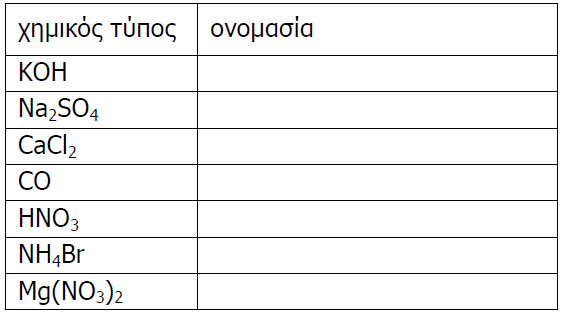 χημικός τύπος ονομασία
KOH
Na₂SO₄
CaCl₂
CO
HNO₃
NH₄Br
Mg(NO₃)₂